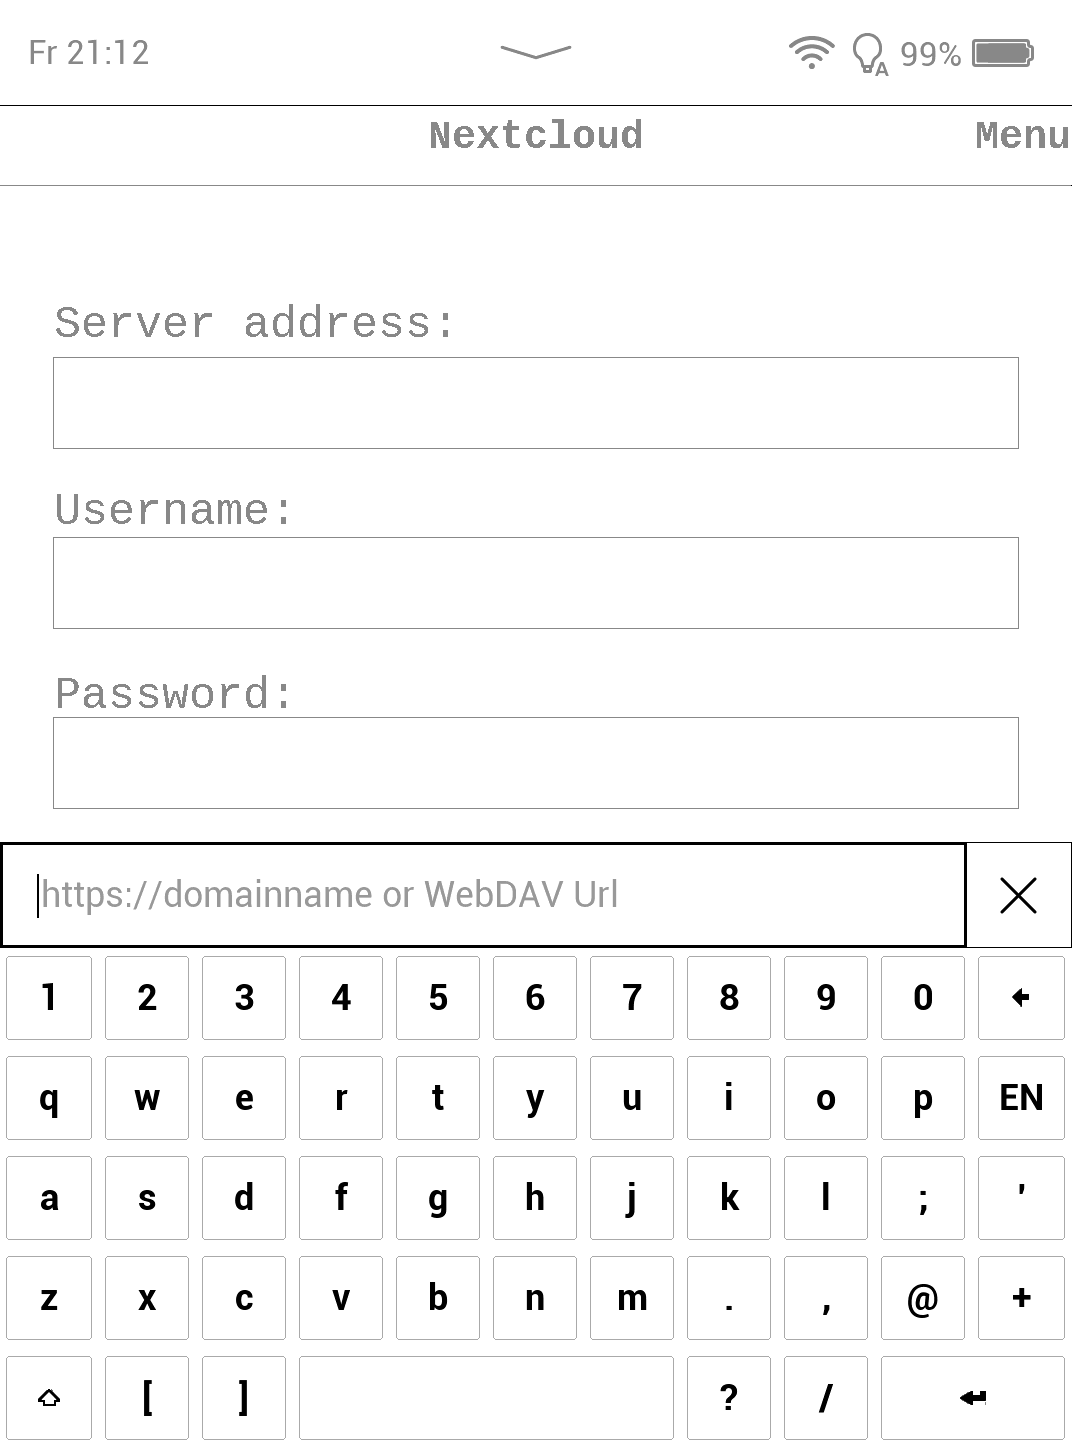 Fr 21:12 99%
Nextcloud Menu
Server address:
Username:
Password:
https://domainname or WebDAV Url
1 2 3 4 5 6 7 8 9 0
q w e r t y u i o p EN
a s d f g h j k l ; '
z x c v b n m . , @ +
[ ] ? /